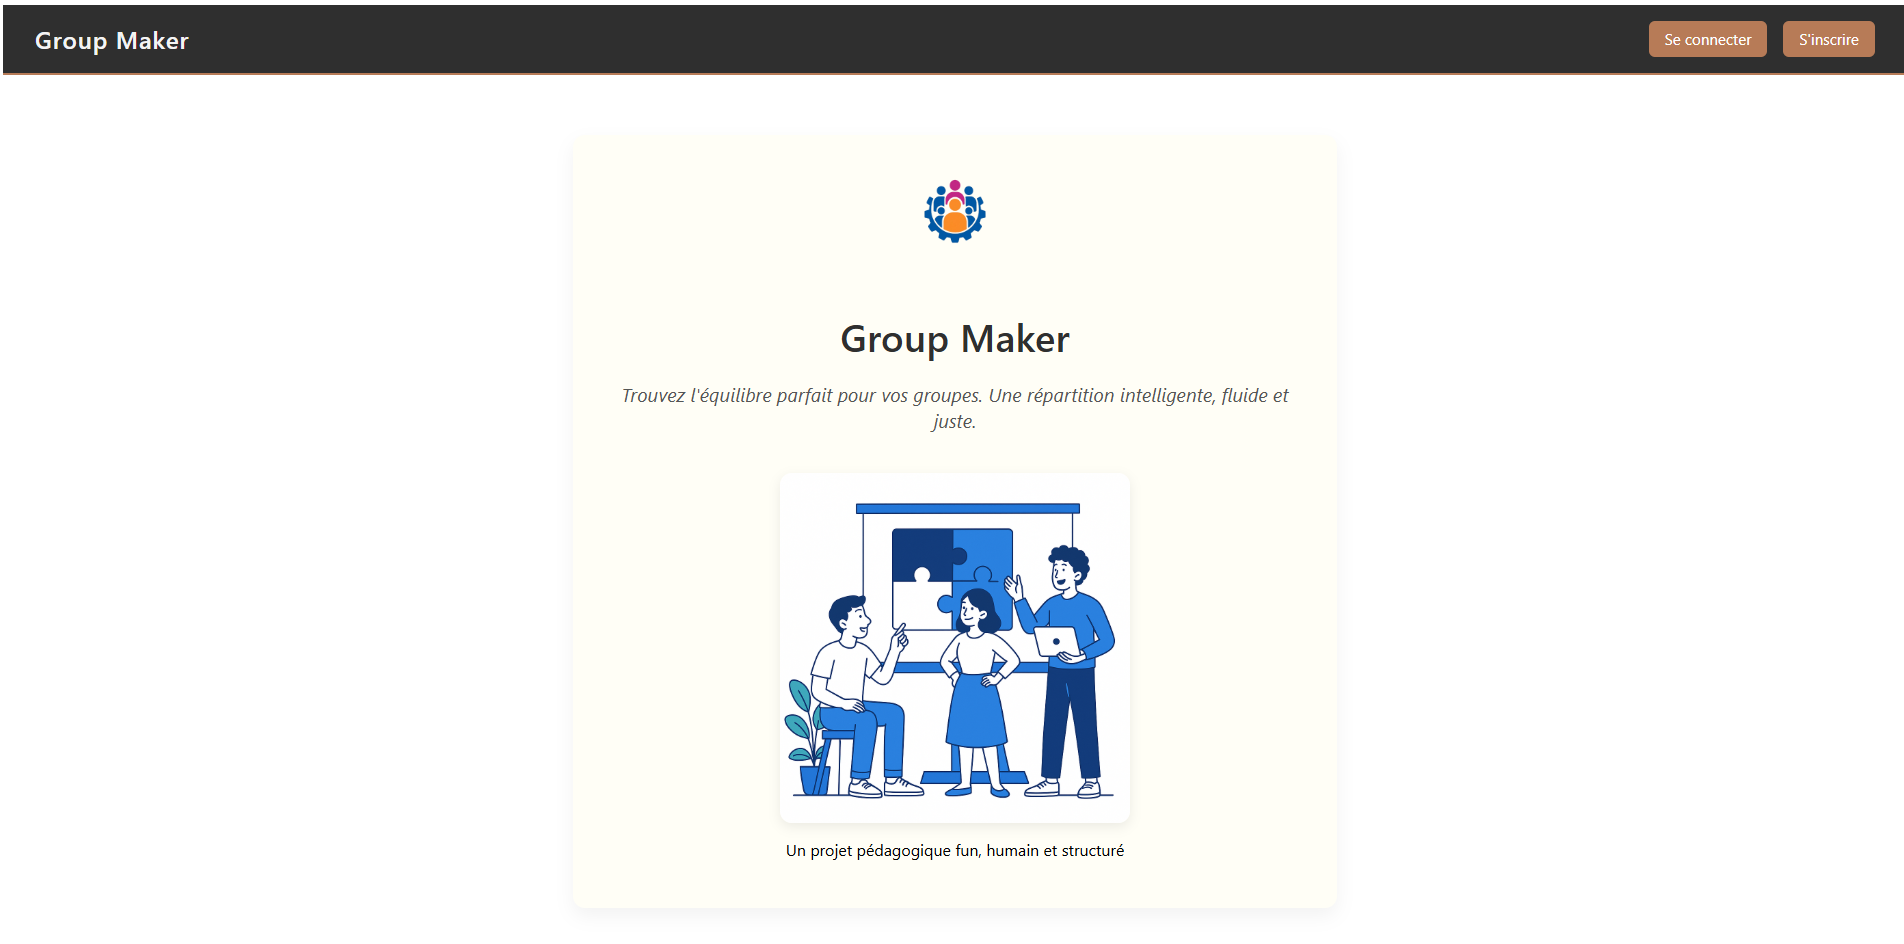 Group Maker
Se connecter
S'inscrire
Group Maker
Trouvez l'équilibre parfait pour vos groupes. Une répartition intelligente, fluide et
juste.
Un projet pédagogique fun, humain et structuré